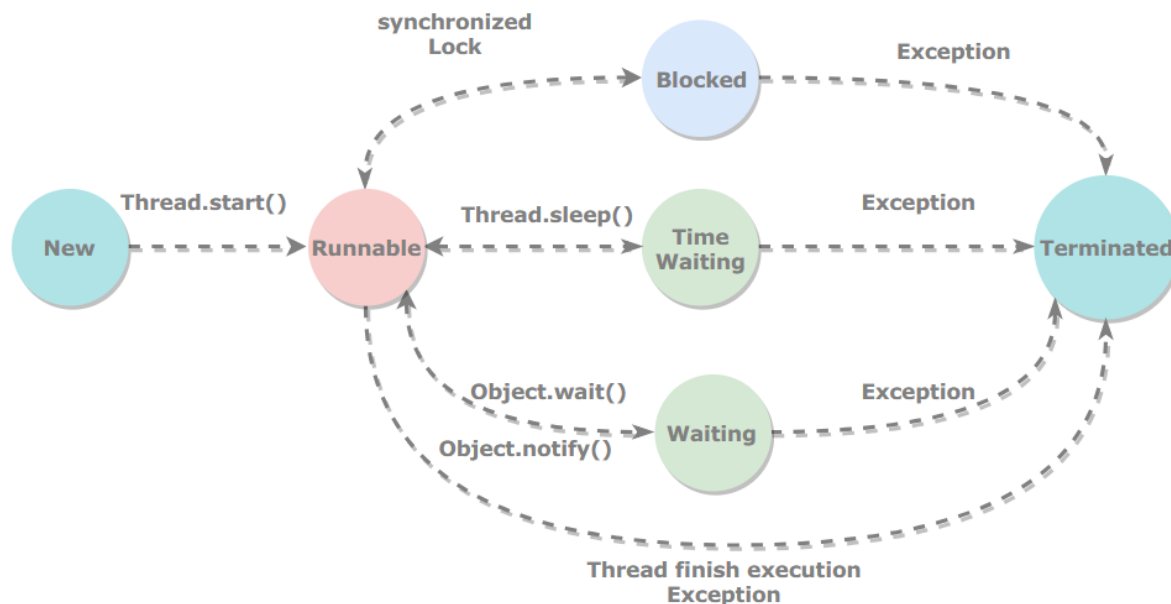 synchronized
Lock
Blocked
Exception
New
Thread.start()
Runnable
Thread.sleep()
Time
Waiting
Exception
Terminated
Object.wait()
Object.notify()
Waiting
Exception
Thread finish execution
Exception